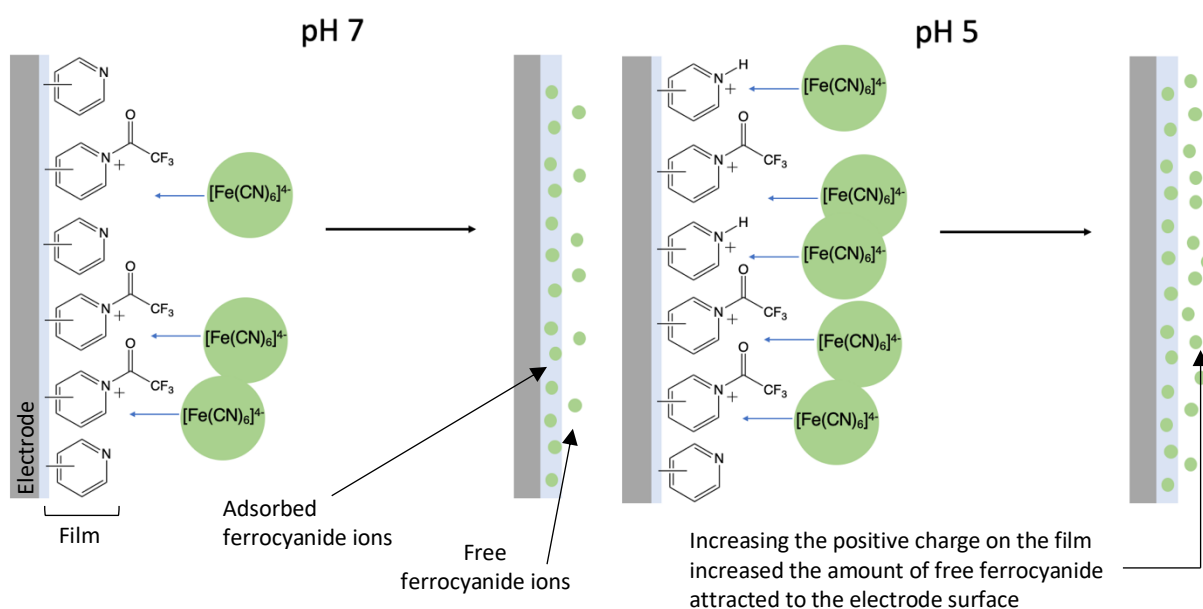 pH 7
pH 5
N
O
N
+
CF3
[Fe(CN)6]4-
N
O
N
+
CF3
[Fe(CN)6]4-
O
N
+
CF3
[Fe(CN)6]4-
N
Electrode
Film
Adsorbed
ferrocyanide ions
Free
ferrocyanide ions
N-H
+
[Fe(CN)6]4-
O
N
+
CF3
[Fe(CN)6]4-
N-H
+
[Fe(CN)6]4-
O
N
+
CF3
[Fe(CN)6]4-
O
N
+
CF3
[Fe(CN)6]4-
N
Increasing the positive charge on the film
increased the amount of free ferrocyanide
attracted to the electrode surface